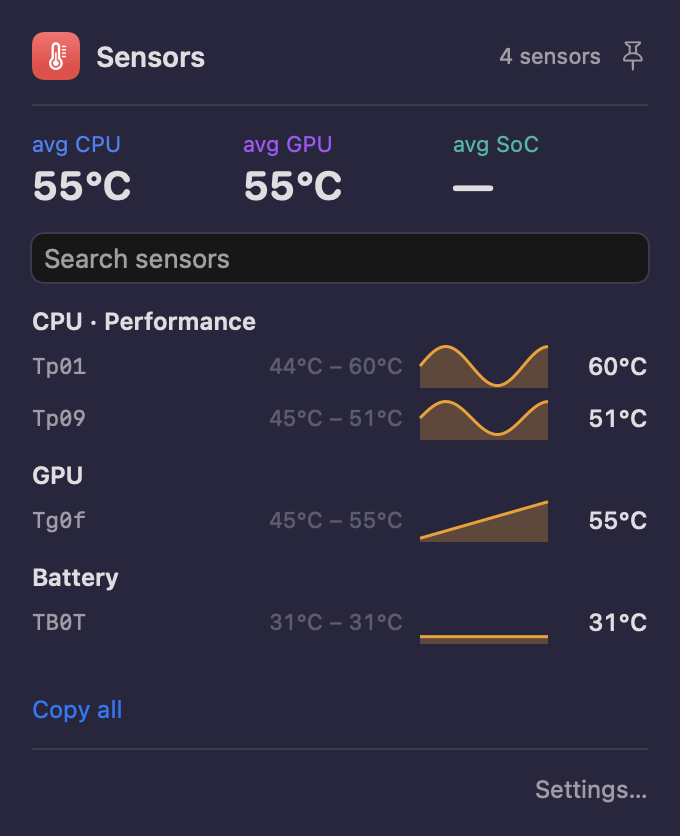 Sensors 4 sensors
avg CPU avg GPU avg SoC
55°C 55°C —
Search sensors
CPU · Performance
Tp01 44°C – 60°C 60°C
Tp09 45°C – 51°C 51°C
GPU
Tg0f 45°C – 55°C 55°C
Battery
TB0T 31°C – 31°C 31°C
Copy all
Settings...